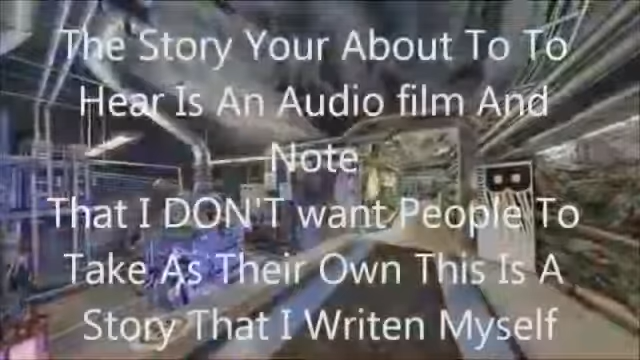 The Story Your About To To
Hear Is An Audio film And
Note
That I DON'T want People To
Take As Their Own This Is A
Story That I Writen Myself